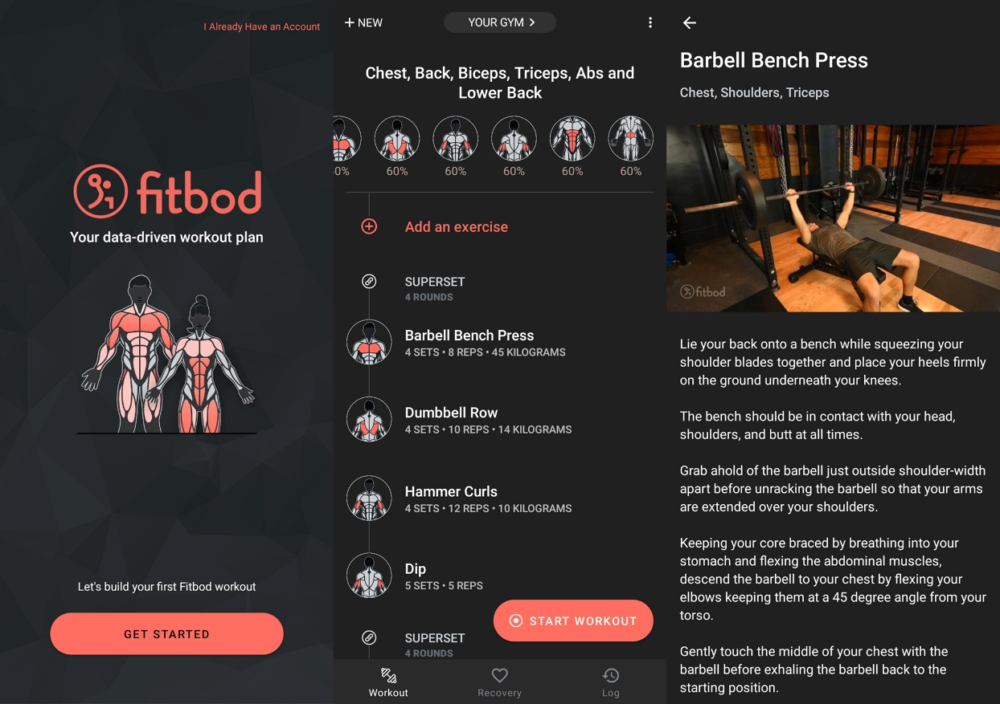 I Already Have an Account
fitbod
Your data-driven workout plan
Let's build your first Fitbod workout
GET STARTED
+ NEW
YOUR GYM >
Chest, Back, Biceps, Triceps, Abs and
Lower Back
0%
60%
60%
60%
60%
60%
Add an exercise
SUPERSET
4 ROUNDS
Barbell Bench Press
4 SETS • 8 REPS • 45 KILOGRAMS
Dumbbell Row
4 SETS • 10 REPS • 14 KILOGRAMS
Hammer Curls
4 SETS • 12 REPS • 10 KILOGRAMS
Dip
5 SETS • 5 REPS
START WORKOUT
SUPERSET
4 ROUNDS
Workout
Recovery
Log
Barbell Bench Press
Chest, Shoulders, Triceps
fitbod
Lie your back onto a bench while squeezing your
shoulder blades together and place your heels firmly
on the ground underneath your knees.
The bench should be in contact with your head,
shoulders, and butt at all times.
Grab ahold of the barbell just outside shoulder-width
apart before unracking the barbell so that your arms
are extended over your shoulders.
Keeping your core braced by breathing into your
stomach and flexing the abdominal muscles,
descend the barbell to your chest by flexing your
elbows keeping them at a 45 degree angle from your
torso.
Gently touch the middle of your chest with the
barbell before exhaling the barbell back to the
starting position.